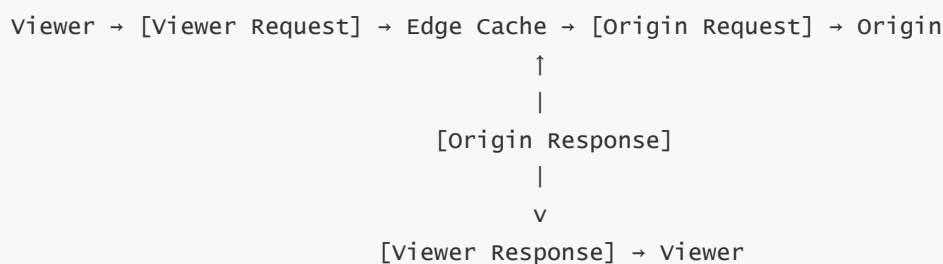 Viewer → [Viewer Request] → Edge Cache → [Origin Request] → Origin
↑
|
[Origin Response]
|
v
[Viewer Response] → Viewer